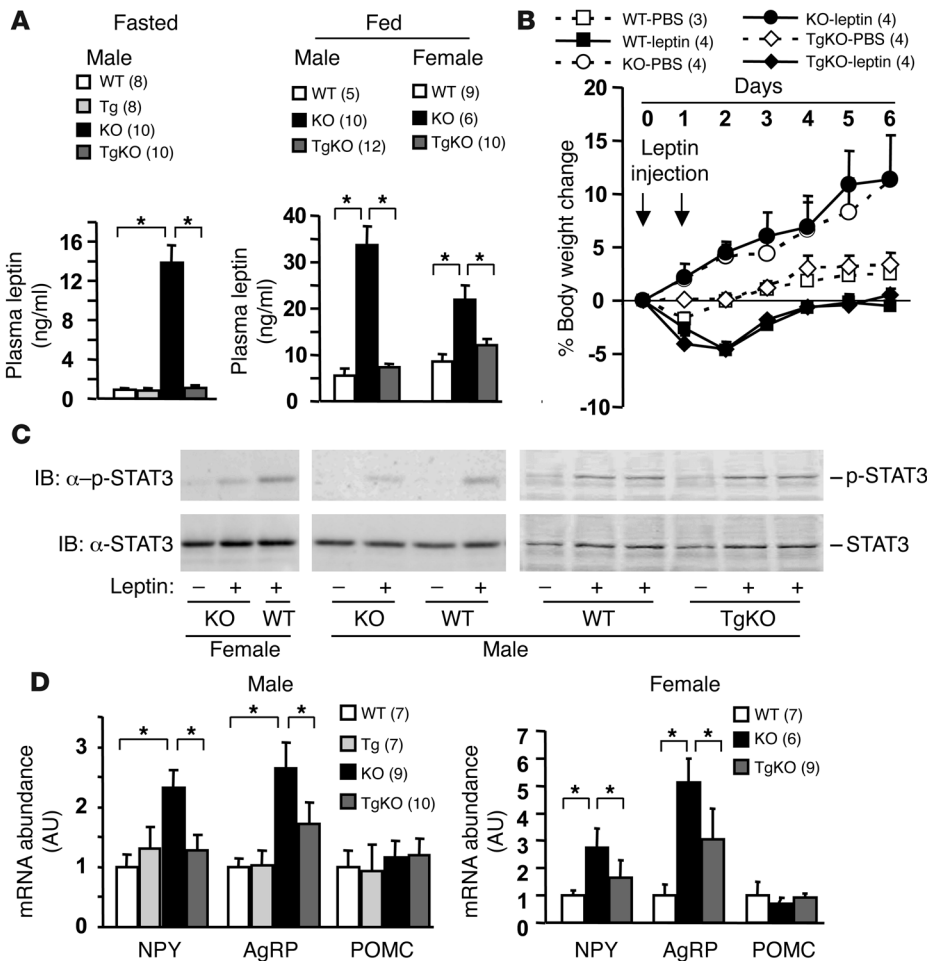 A
Fasted
Male
WT (8)
Tg (8)
KO (10)
TgKO (10)
Fed
Male
WT (5)
KO (10)
TgKO (12)
Female
WT (9)
KO (6)
TgKO (10)
Plasma leptin
(ng/ml)
16
12
8
4
0
* *
Plasma leptin
(ng/ml)
40
30
20
10
0
* * * *
B
WT-PBS (3)
WT-leptin (4)
KO-PBS (4)
KO-leptin (4)
TgKO-PBS (4)
TgKO-leptin (4)
% Body weight change
20
15
10
5
0
-5
-10
Days
0 1 2 3 4 5 6
Leptin
injection
C
IB: α–p-STAT3
–p-STAT3
IB: α-STAT3
–STAT3
Leptin: – + + – + – + – + + – + +
KO WT KO WT WT TgKO
Female Male
D
Male
WT (7)
Tg (7)
KO (9)
TgKO (10)
mRNA abundance
(AU)
3
2
1
0
* * * *
NPY AgRP POMC
Female
WT (7)
KO (6)
TgKO (9)
mRNA abundance
(AU)
7
6
5
4
3
2
1
0
* * * *
NPY AgRP POMC